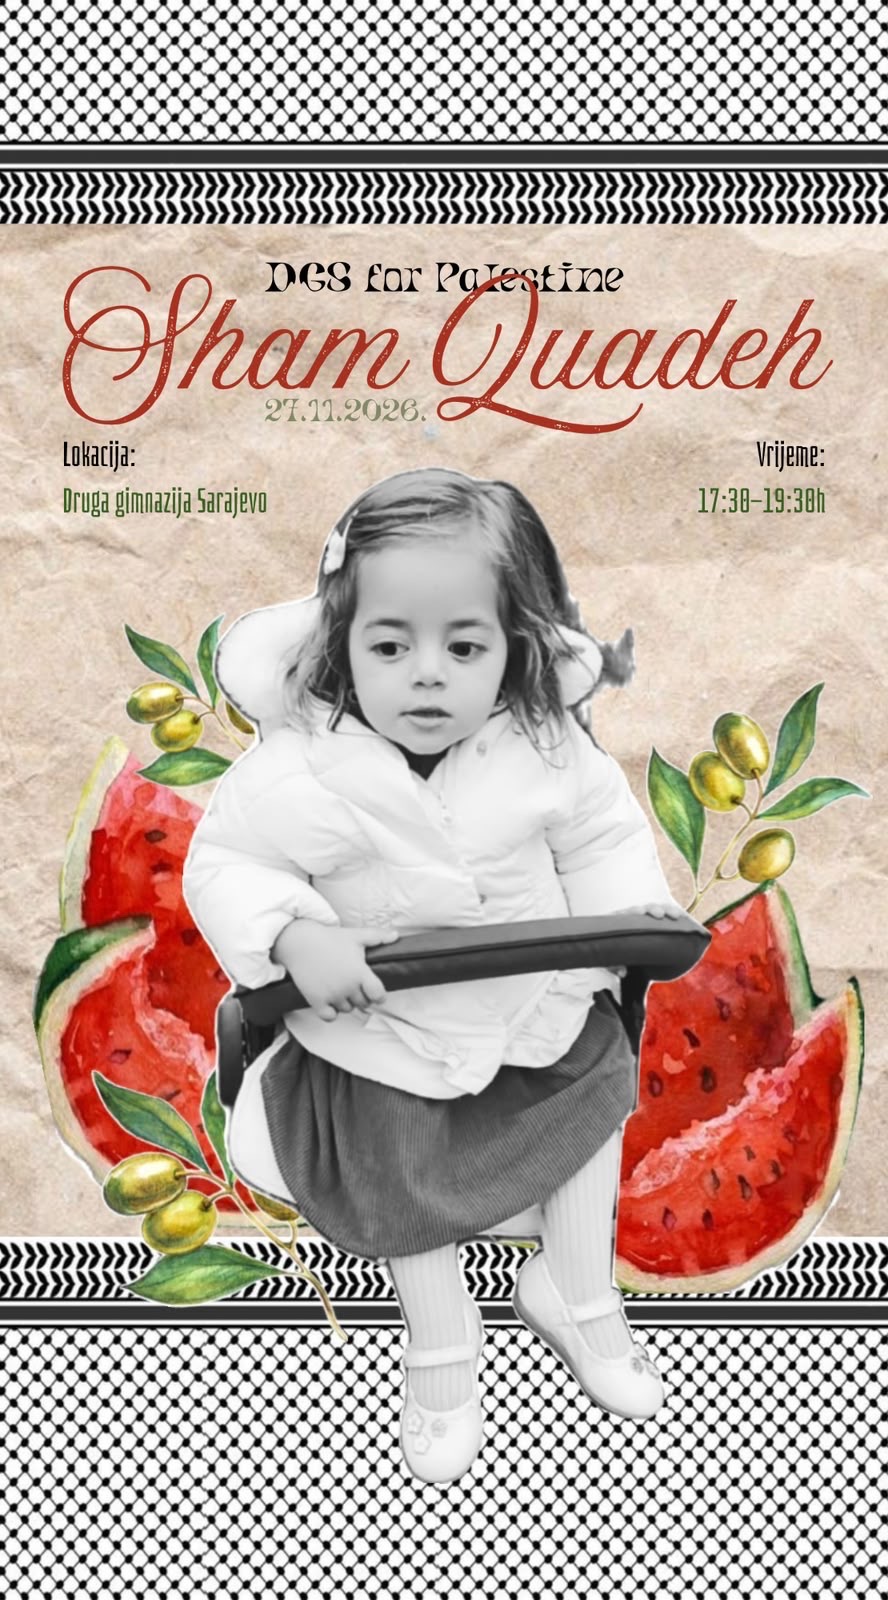 DGS for Palestine
Sham Quadeh
27.11.2026.
Lokacija:
Druga gimnazija Sarajevo
Vrijeme:
17:30–19:30h